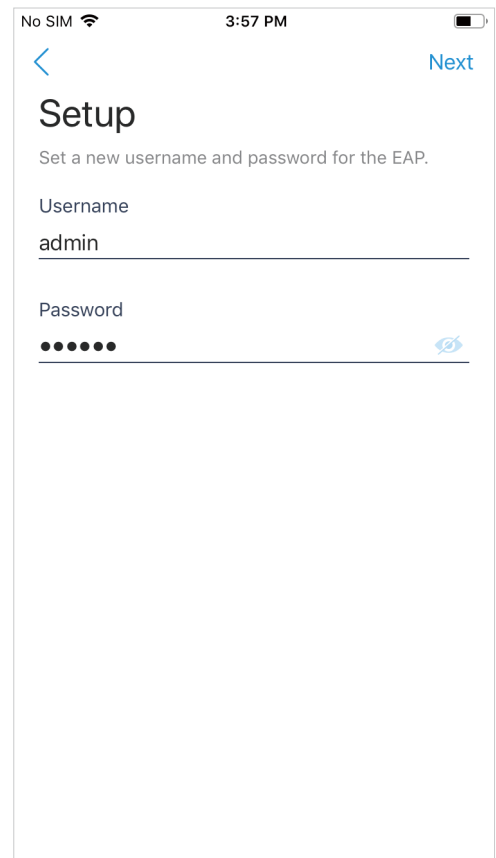 No SIM 3:57 PM
Next
Setup
Set a new username and password for the EAP.
Username
admin
Password
••••••